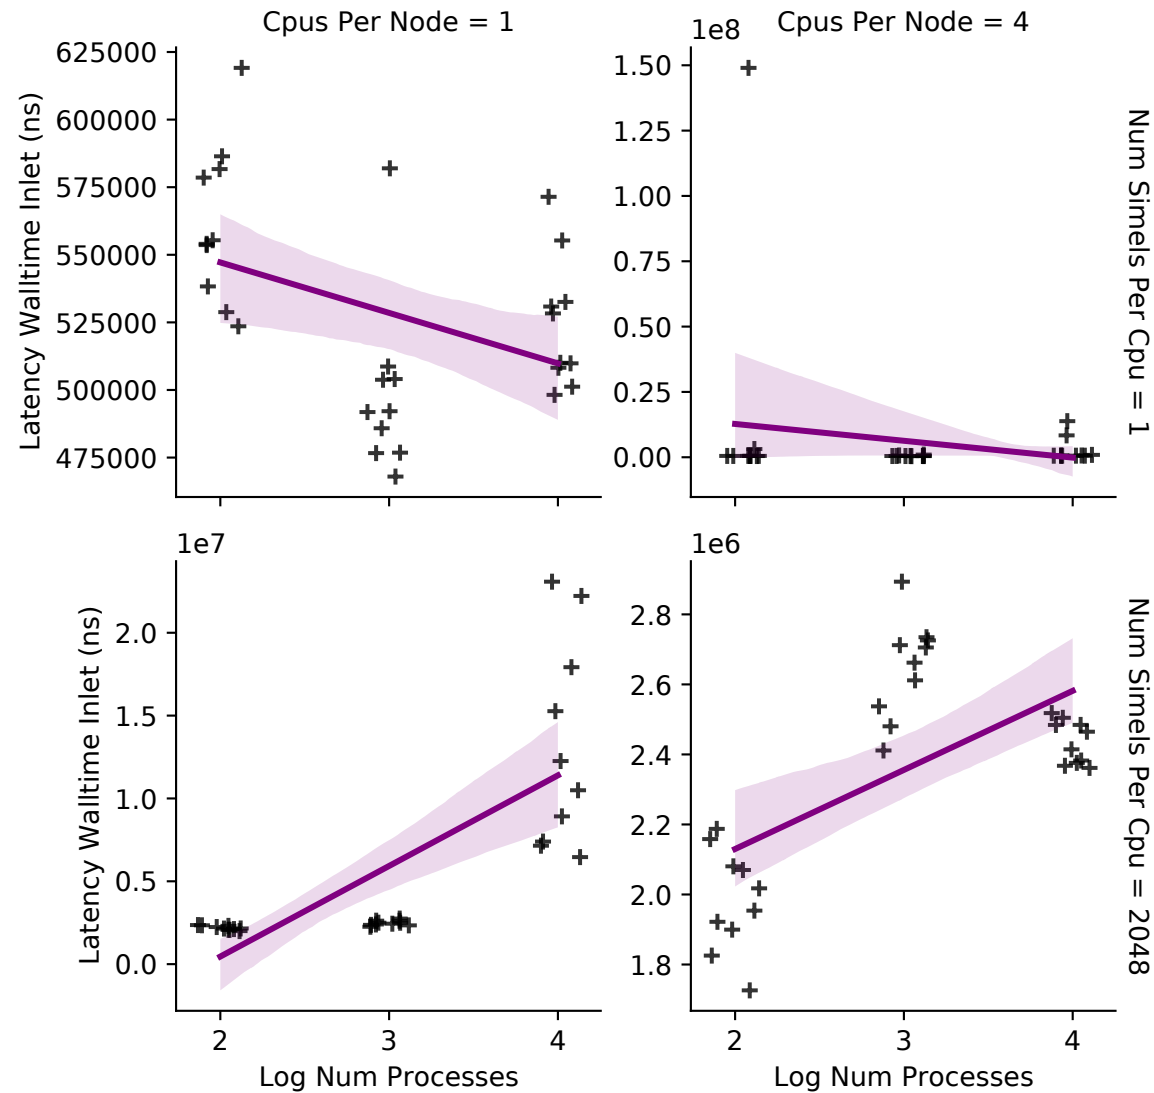 Cpus Per Node = 1
Cpus Per Node = 4
1e8
625000
600000
575000
550000
525000
500000
475000
Latency Walltime Inlet (ns)
1.50
1.25
1.00
0.75
0.50
0.25
0.00
Num Simels Per Cpu = 1
1e7
1e6
2.0
1.5
1.0
0.5
0.0
Latency Walltime Inlet (ns)
2.8
2.6
2.4
2.2
2.0
1.8
Num Simels Per Cpu = 2048
2
3
4
2
3
4
Log Num Processes
Log Num Processes